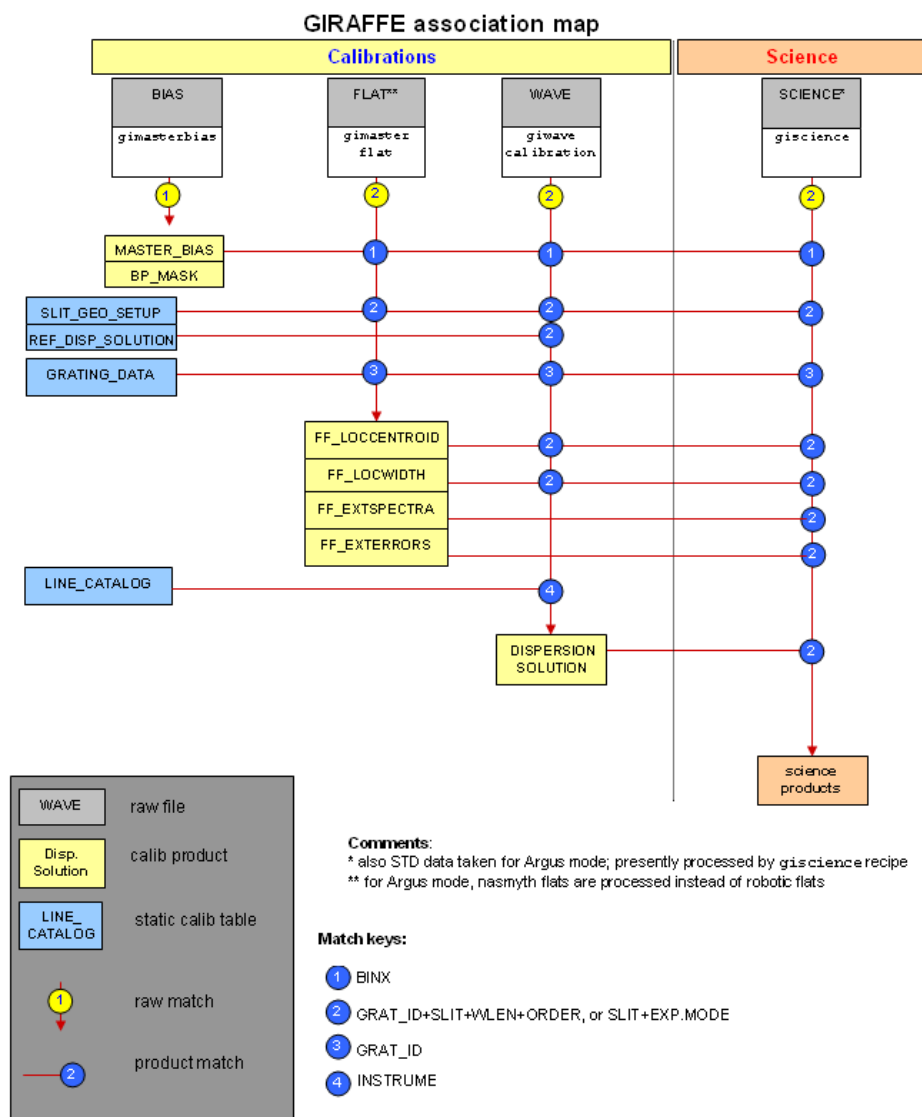 GIRAFFE association map
Calibrations
Science
BIAS
FLAT**
WAVE
SCIENCE*
gimasterbias
gimaster
flat
giwave
calibration
giscience
1
2
2
2
MASTER_BIAS
1
1
1
BP_MASK
SLIT_GEO_SETUP
2
2
2
REF_DISP_SOLUTION
2
GRATING_DATA
3
3
3
FF_LOCCENTROID
2
2
FF_LOCWIDTH
2
2
FF_EXTSPECTRA
2
FF_EXTERRORS
2
LINE_CATALOG
4
DISPERSION
SOLUTION
2
science
products
WAVE
raw file
Disp.
Solution
calib product
LINE_
CATALOG
static calib table
1
raw match
2
product match
Comments:
* also STD data taken for Argus mode; presently processed by giscience recipe
** for Argus mode, nasmyth flats are processed instead of robotic flats
Match keys:
1 BINX
2 GRAT_ID+SLIT+WLEN+ORDER, or SLIT+EXP.MODE
3 GRAT_ID
4 INSTRUME